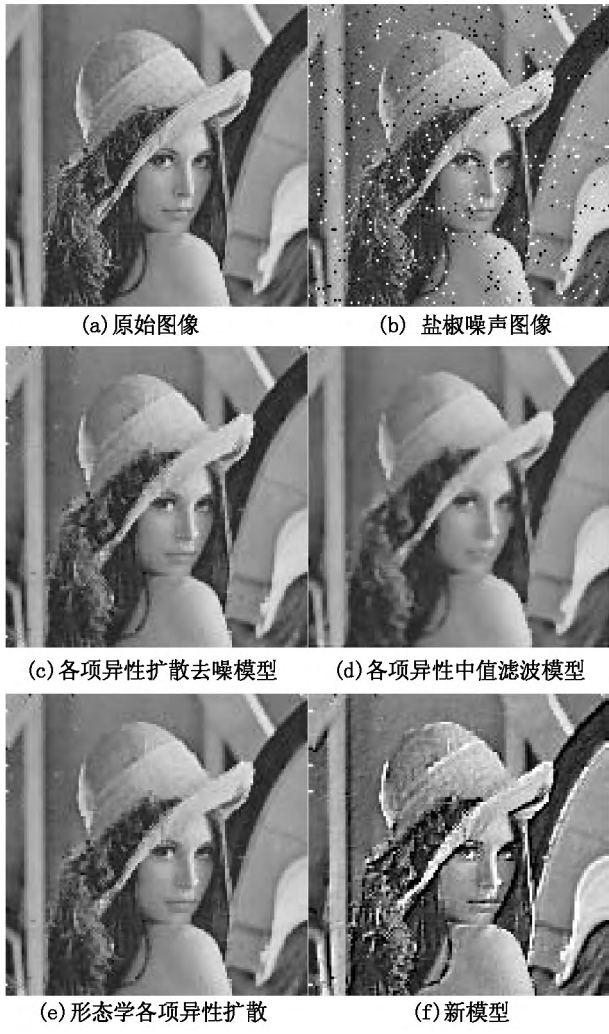 (a)原始图像
(b) 盐椒噪声图像
(c)各项异性扩散去噪模型
(d)各项异性中值滤波模型
(e)形态学各项异性扩散
(f)新模型